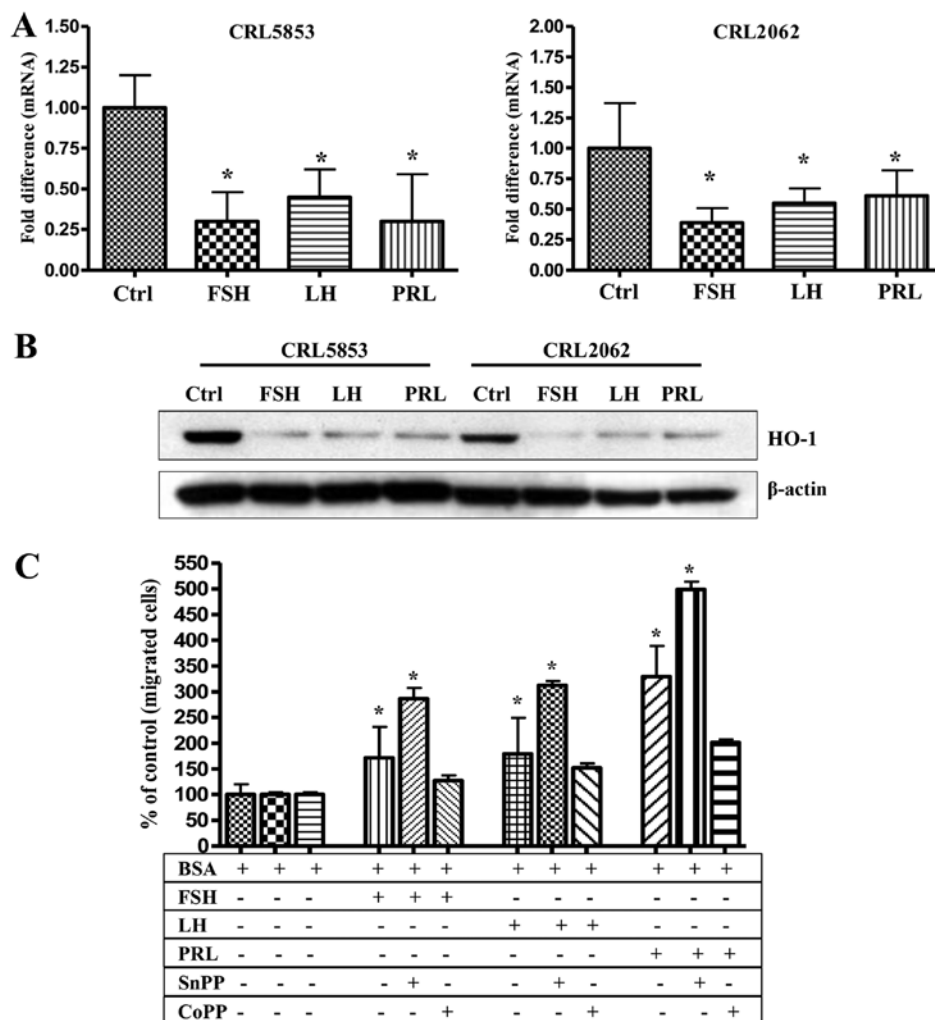 A
CRL5853
Fold difference (mRNA)
1.50
1.25
1.00
0.75
0.50
0.25
0.00
* * *
Ctrl FSH LH PRL
CRL2062
Fold difference (mRNA)
2.00
1.75
1.50
1.25
1.00
0.75
0.50
0.25
0.00
* * *
Ctrl FSH LH PRL
B
CRL5853 CRL2062
Ctrl FSH LH PRL Ctrl FSH LH PRL
HO-1
β-actin
C
% of control (migrated cells)
550
500
450
400
350
300
250
200
150
100
50
0
* * * * * *
BSA + + + + + + + + + + + +
FSH - - - + + + - - - - - -
LH - - - - - - + + + - - -
PRL - - - - - - - - - + + +
SnPP - - - - + - - + - - + -
CoPP - - - - - + - - + - - +